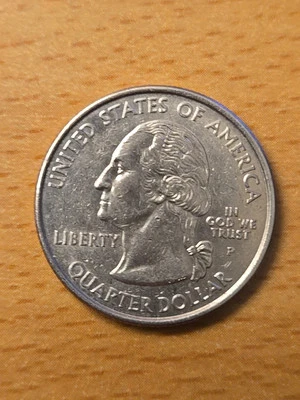 UNITED STATES OF AMERICA
LIBERTY
IN
GOD WE
TRUST
P
QUARTER DOLLAR